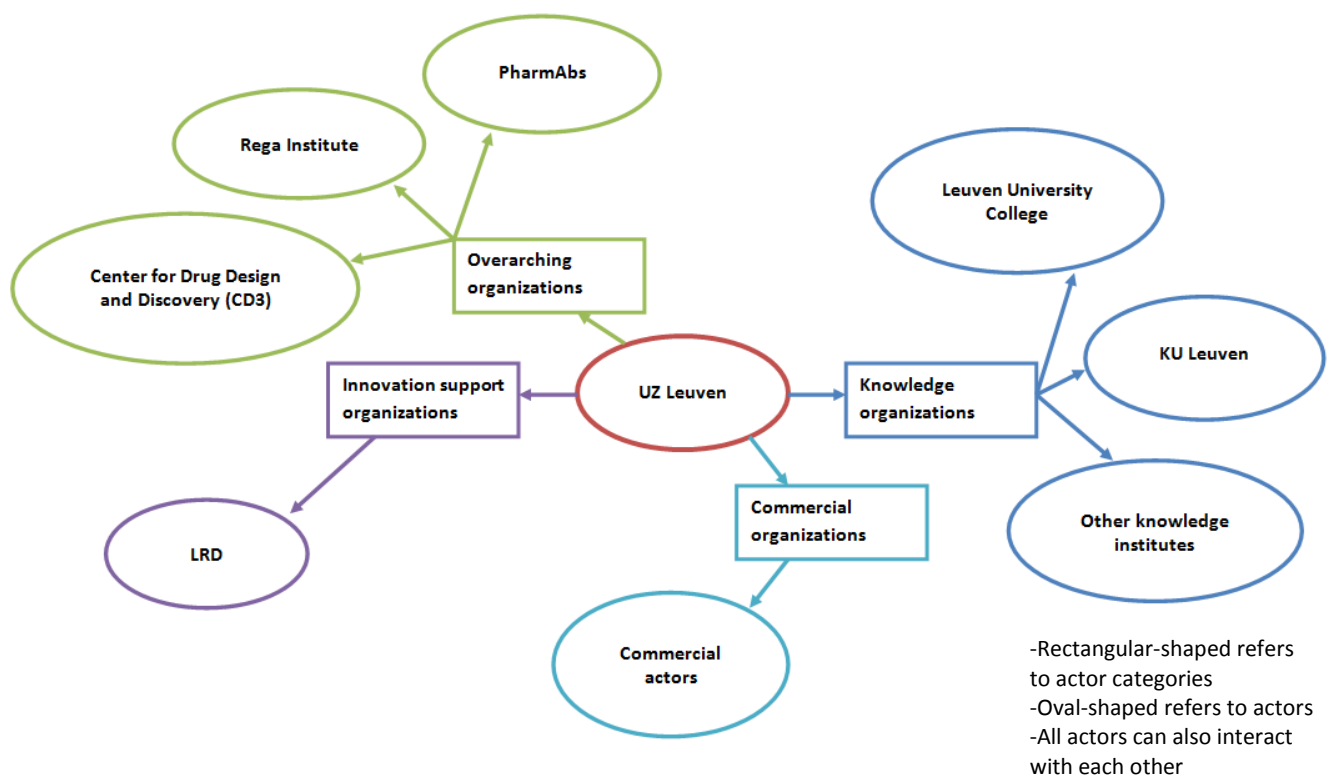 PharmAbs
Rega Institute
Leuven University
College
Center for Drug Design
and Discovery (CD3)
Overarching
organizations
KU Leuven
Innovation support
organizations
UZ Leuven
Knowledge
organizations
Commercial
organizations
Other knowledge
institutes
LRD
Commercial
actors
-Rectangular-shaped refers
to actor categories
-Oval-shaped refers to actors
-All actors can also interact
with each other